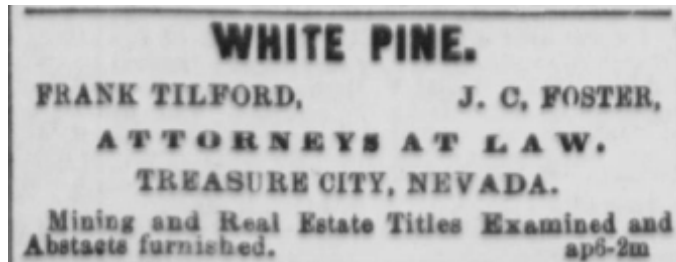 WHITE PINE.
FRANK TILFORD, J. C, FOSTER,
ATTORNEYS AT LAW.
TREASURE CITY, NEVADA.
Mining and Real Estate Titles Examined and
Abstacts furnished. ap6-2m